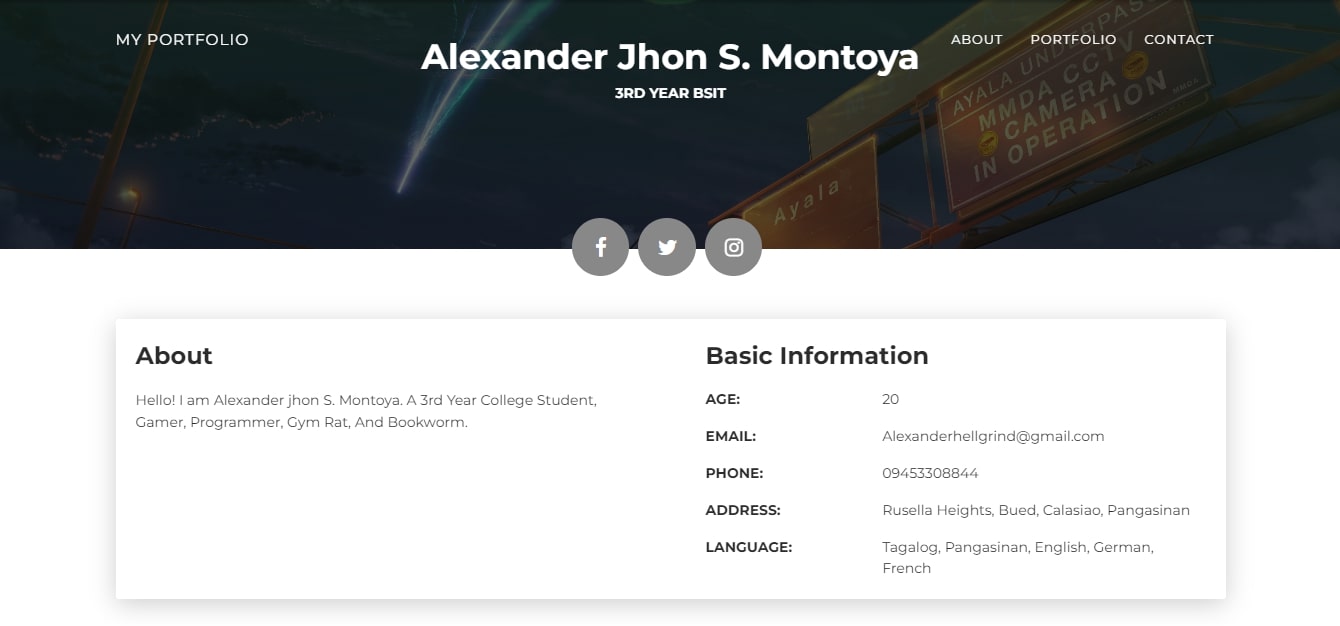 MY PORTFOLIO
ABOUT PORTFOLIO CONTACT
Alexander Jhon S. Montoya
3RD YEAR BSIT
AYALA UNDERPASS
MMDA CCTV
CAMERA
IN OPERATION
MMDA
Ayala
About
Hello! I am Alexander jhon S. Montoya. A 3rd Year College Student,
Gamer, Programmer, Gym Rat, And Bookworm.
Basic Information
AGE: 20
EMAIL: Alexanderhellgrind@gmail.com
PHONE: 09453308844
ADDRESS: Rusella Heights, Bued, Calasiao, Pangasinan
LANGUAGE: Tagalog, Pangasinan, English, German,
French